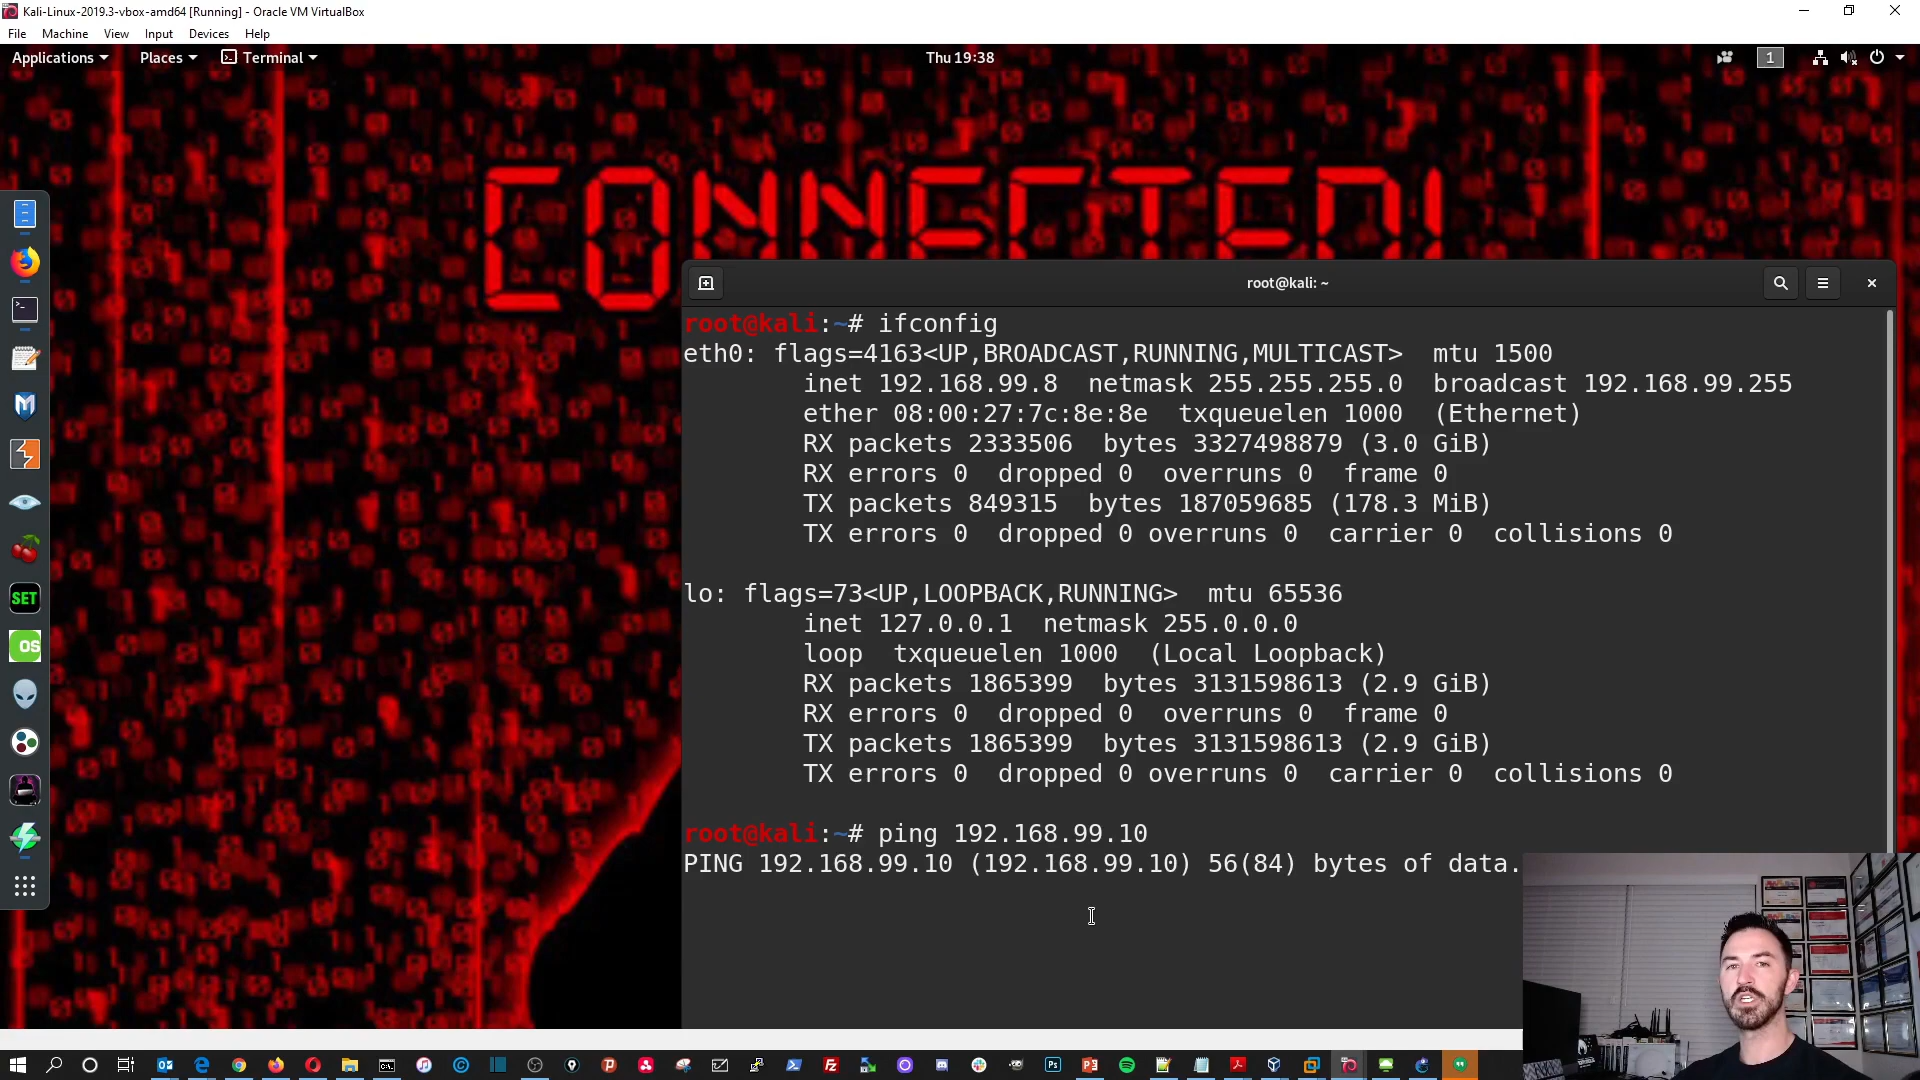 Kali-Linux-2019.3-vbox-amd64 [Running] - Oracle VM VirtualBox
File Machine View Input Devices Help
Applications Places Terminal Thu 19:38 1
CONNECTED!
root@kali: ~
root@kali:~# ifconfig
eth0: flags=4163<UP,BROADCAST,RUNNING,MULTICAST>  mtu 1500
inet 192.168.99.8  netmask 255.255.255.0  broadcast 192.168.99.255
ether 08:00:27:7c:8e:8e  txqueuelen 1000  (Ethernet)
RX packets 2333506  bytes 3327498879 (3.0 GiB)
RX errors 0  dropped 0  overruns 0  frame 0
TX packets 849315  bytes 187059685 (178.3 MiB)
TX errors 0  dropped 0 overruns 0  carrier 0  collisions 0
lo: flags=73<UP,LOOPBACK,RUNNING>  mtu 65536
inet 127.0.0.1  netmask 255.0.0.0
loop  txqueuelen 1000  (Local Loopback)
RX packets 1865399  bytes 3131598613 (2.9 GiB)
RX errors 0  dropped 0  overruns 0  frame 0
TX packets 1865399  bytes 3131598613 (2.9 GiB)
TX errors 0  dropped 0 overruns 0  carrier 0  collisions 0
root@kali:~# ping 192.168.99.10
PING 192.168.99.10 (192.168.99.10) 56(84) bytes of data.
SET
OS
Ps